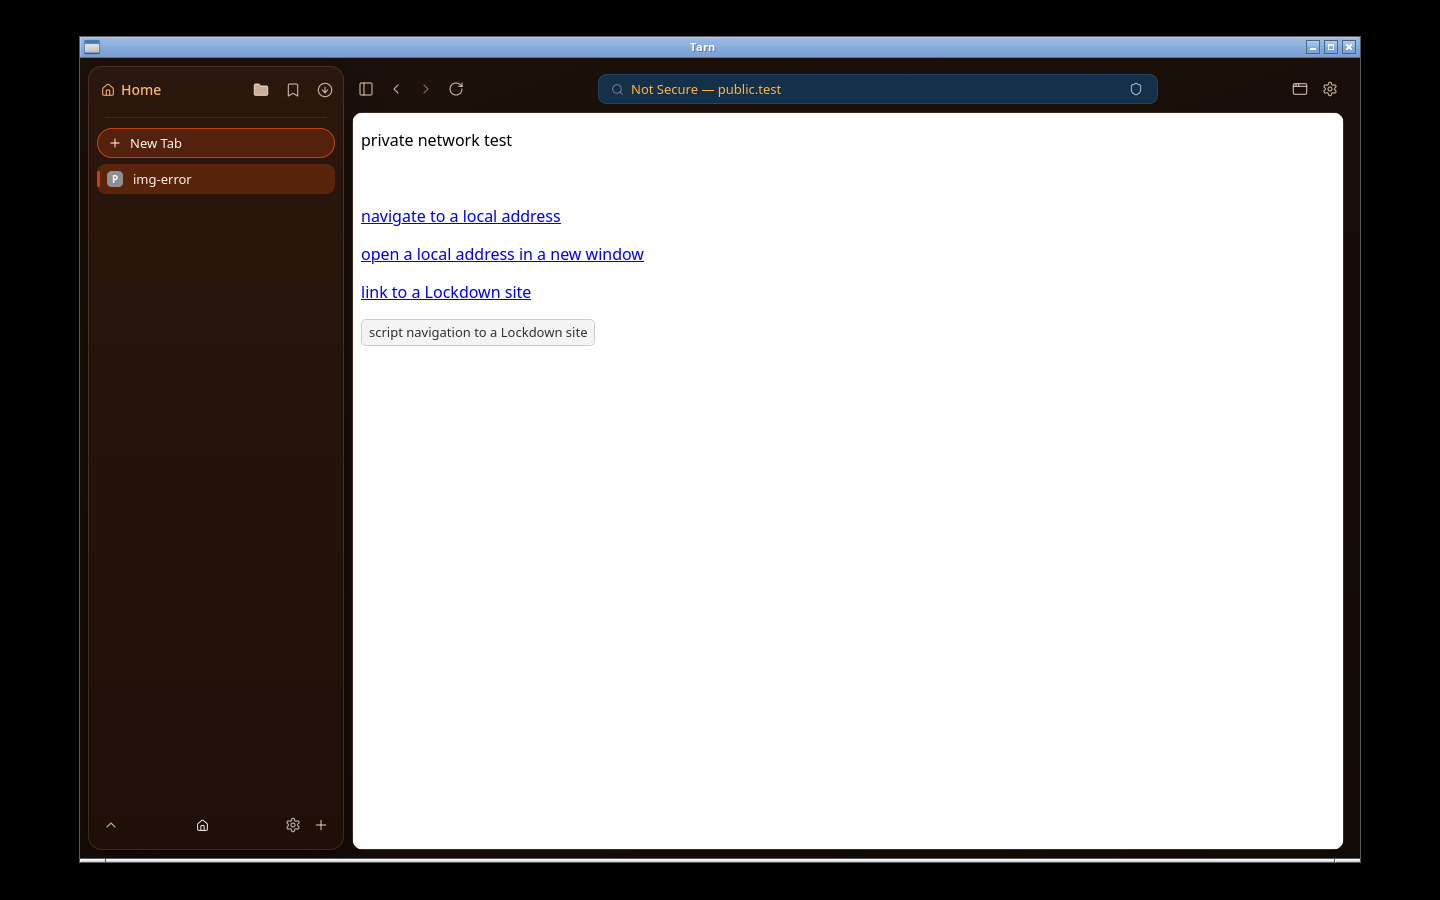 Tarn
Home
Not Secure — public.test
New Tab
P img-error
private network test
navigate to a local address
open a local address in a new window
link to a Lockdown site
script navigation to a Lockdown site